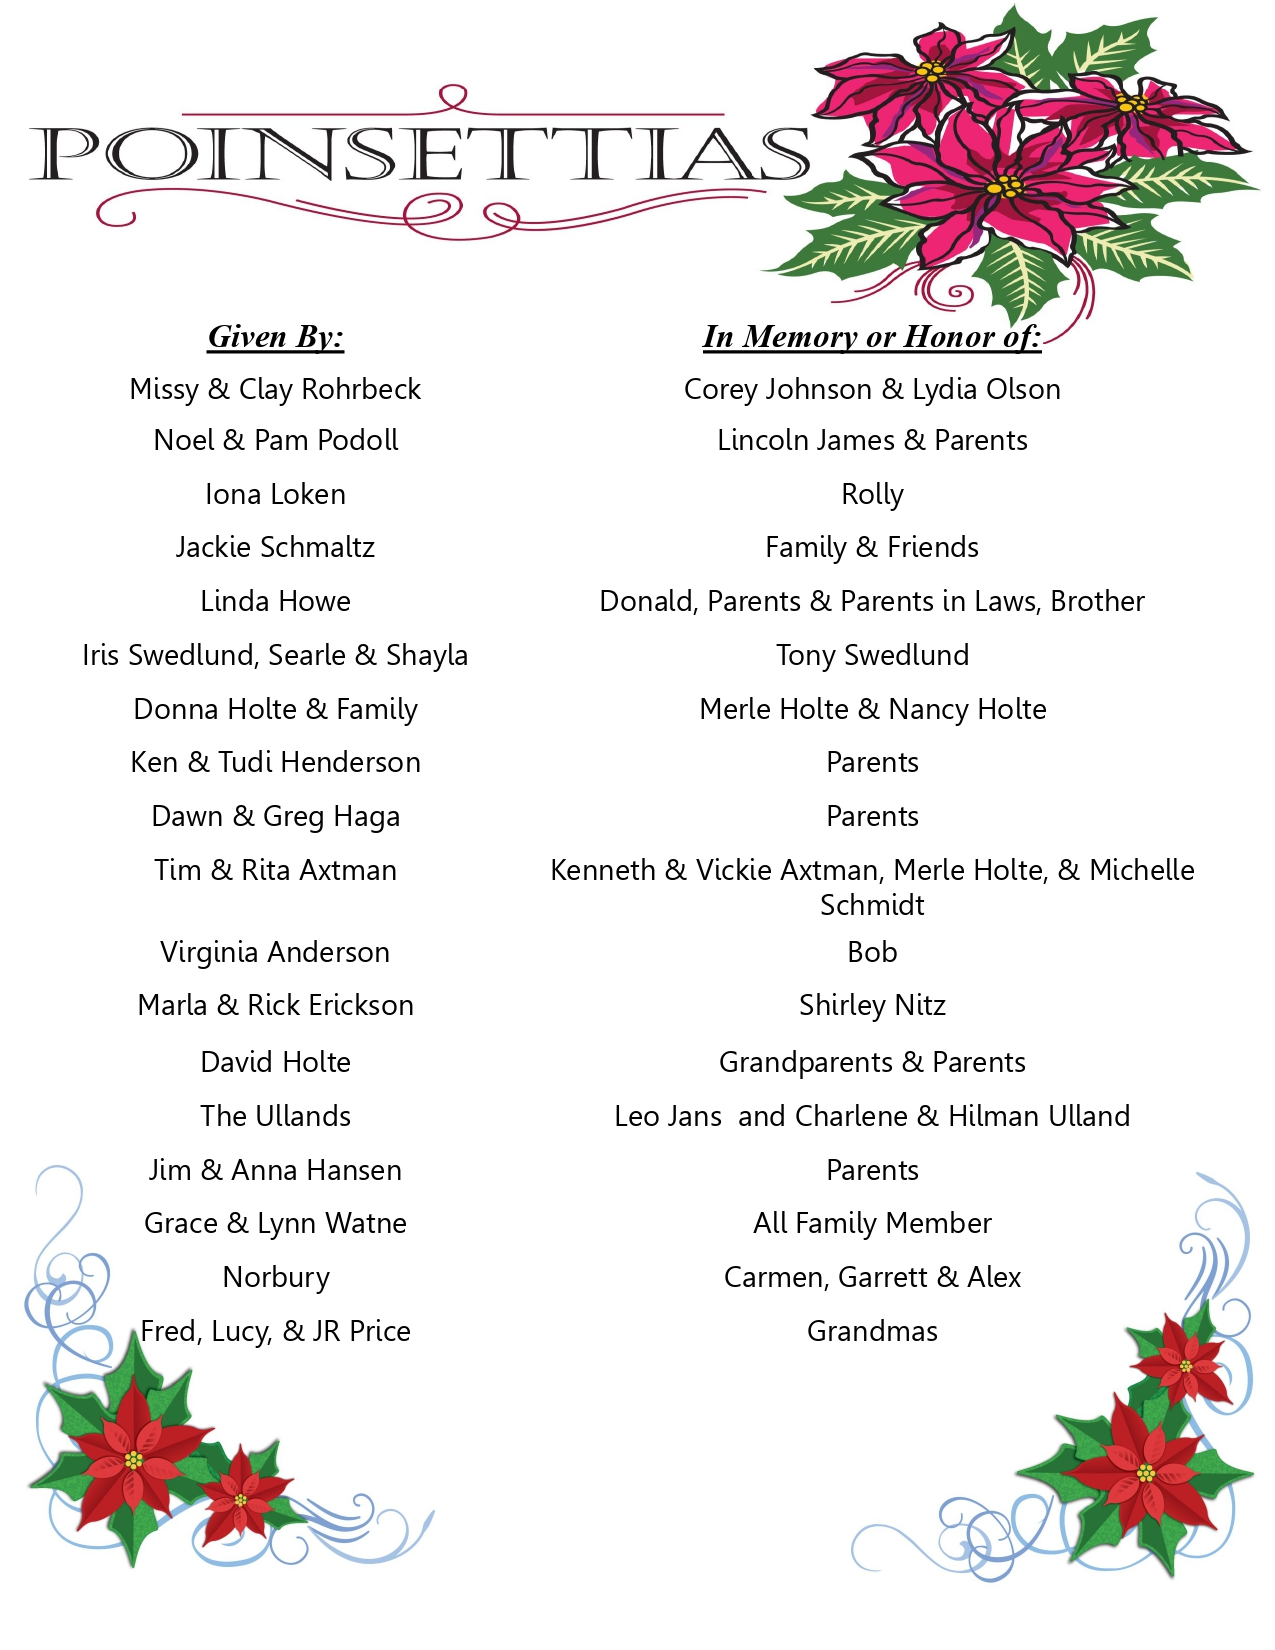 POINSETTIAS
Given By: In Memory or Honor of:
Missy & Clay Rohrbeck Corey Johnson & Lydia Olson
Noel & Pam Podoll Lincoln James & Parents
Iona Loken Rolly
Jackie Schmaltz Family & Friends
Linda Howe Donald, Parents & Parents in Laws, Brother
Iris Swedlund, Searle & Shayla Tony Swedlund
Donna Holte & Family Merle Holte & Nancy Holte
Ken & Tudi Henderson Parents
Dawn & Greg Haga Parents
Tim & Rita Axtman Kenneth & Vickie Axtman, Merle Holte, & Michelle
Schmidt
Virginia Anderson Bob
Marla & Rick Erickson Shirley Nitz
David Holte Grandparents & Parents
The Ullands Leo Jans and Charlene & Hilman Ulland
Jim & Anna Hansen Parents
Grace & Lynn Watne All Family Member
Norbury Carmen, Garrett & Alex
Fred, Lucy, & JR Price Grandmas